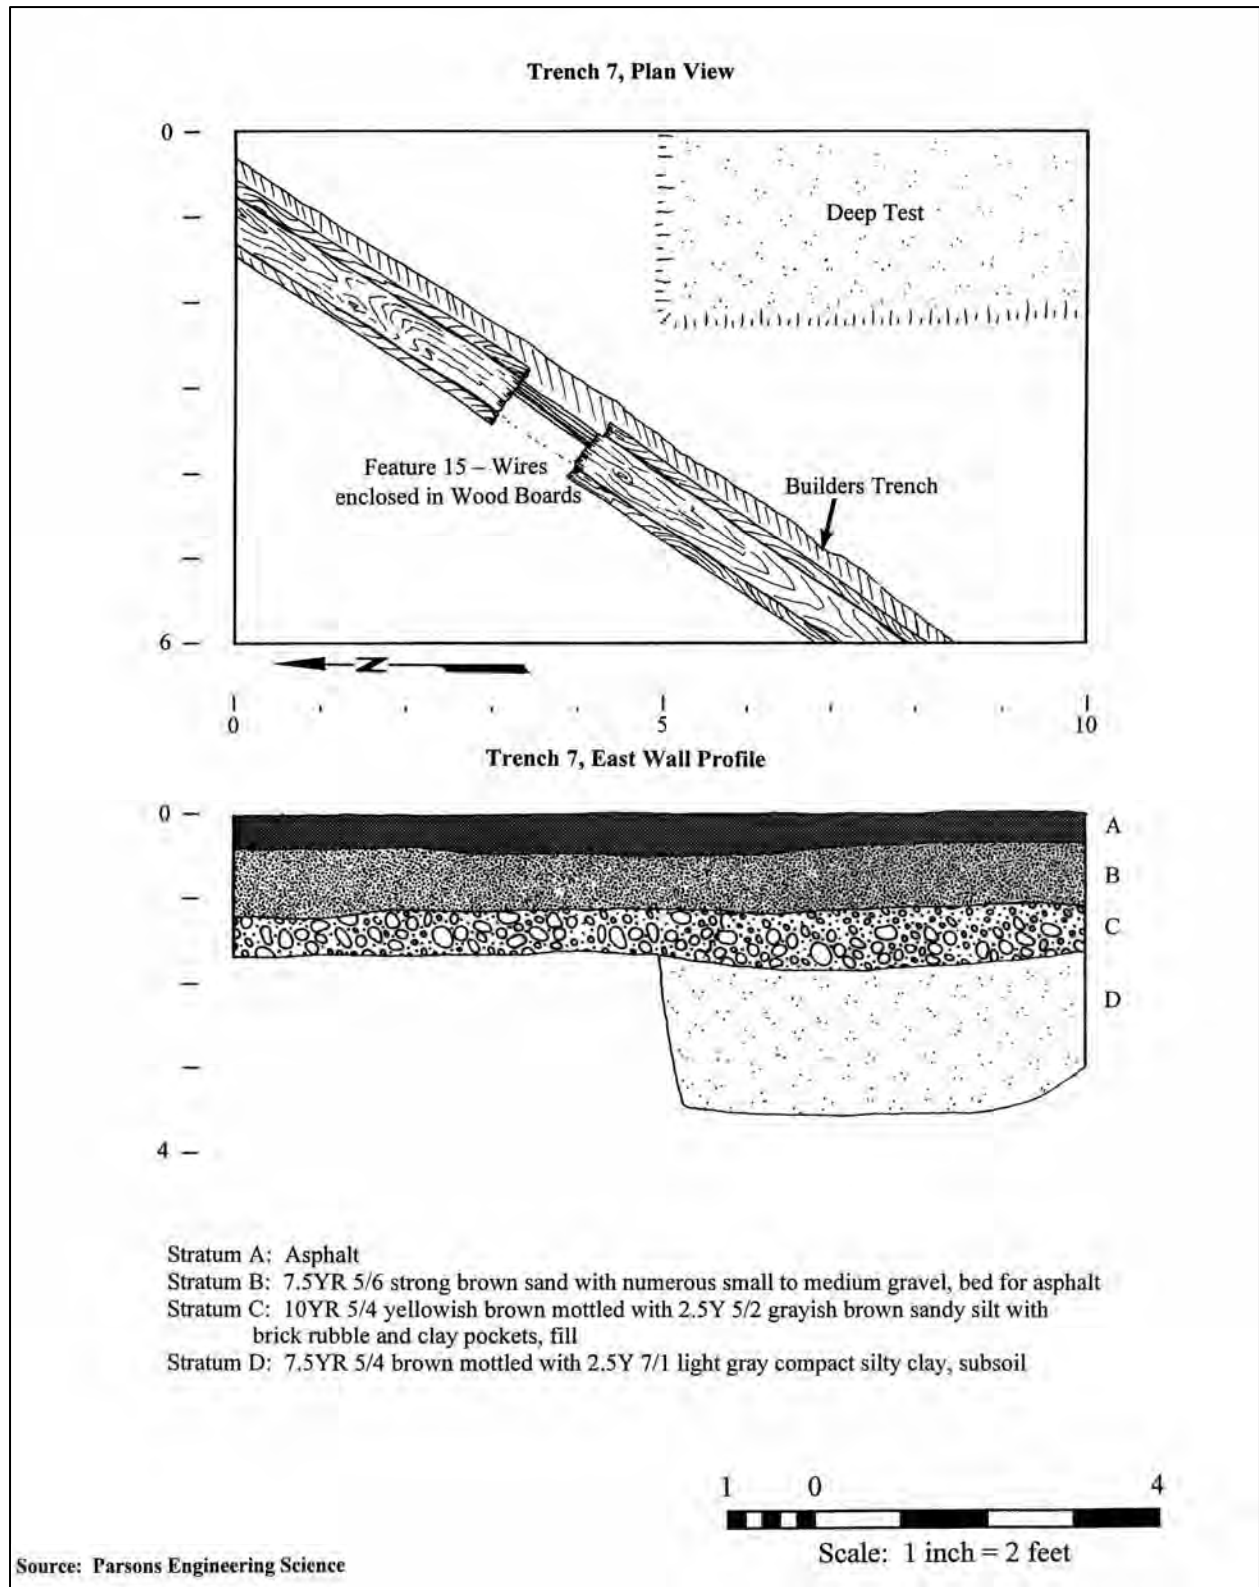 Trench 7, Plan View
0
Deep Test
Feature 15 – Wires
enclosed in Wood Boards
Builders Trench
6
N
0 5 10
Trench 7, East Wall Profile
0
A
B
C
D
4
Stratum A: Asphalt
Stratum B: 7.5YR 5/6 strong brown sand with numerous small to medium gravel, bed for asphalt
Stratum C: 10YR 5/4 yellowish brown mottled with 2.5Y 5/2 grayish brown sandy silt with
brick rubble and clay pockets, fill
Stratum D: 7.5YR 5/4 brown mottled with 2.5Y 7/1 light gray compact silty clay, subsoil
1 0 4
Scale: 1 inch = 2 feet
Source: Parsons Engineering Science